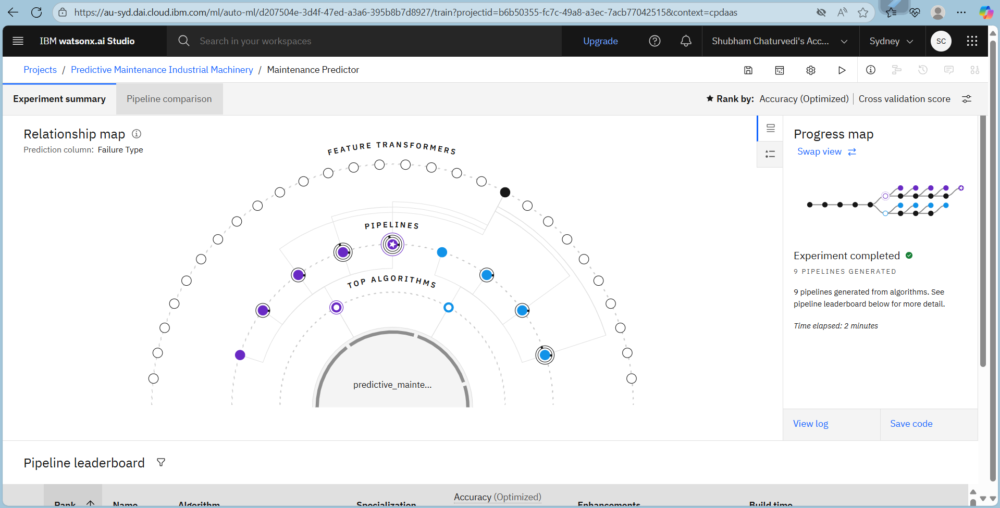 https://au-syd.dai.cloud.ibm.com/ml/auto-ml/d207504e-3d4f-47ed-a3a6-395b8b7d8927/train?projectid=b6b50355-fc7c-49a8-a3ec-7acb77042515&context=cpdaas
IBM watsonx.ai Studio
Search in your workspaces
Upgrade
Shubham Chaturvedi's Acc...
Sydney
SC
Projects / Predictive Maintenance Industrial Machinery / Maintenance Predictor
Experiment summary
Pipeline comparison
Rank by: Accuracy (Optimized) | Cross validation score
Relationship map
Prediction column: Failure Type
FEATURE TRANSFORMERS
PIPELINES
TOP ALGORITHMS
predictive_mainte...
Progress map
Swap view
Experiment completed
9 PIPELINES GENERATED
9 pipelines generated from algorithms. See
pipeline leaderboard below for more detail.
Time elapsed: 2 minutes
View log
Save code
Pipeline leaderboard
Rank
Name
Algorithm
Specialization
Accuracy (Optimized)
Enhancements
Build time